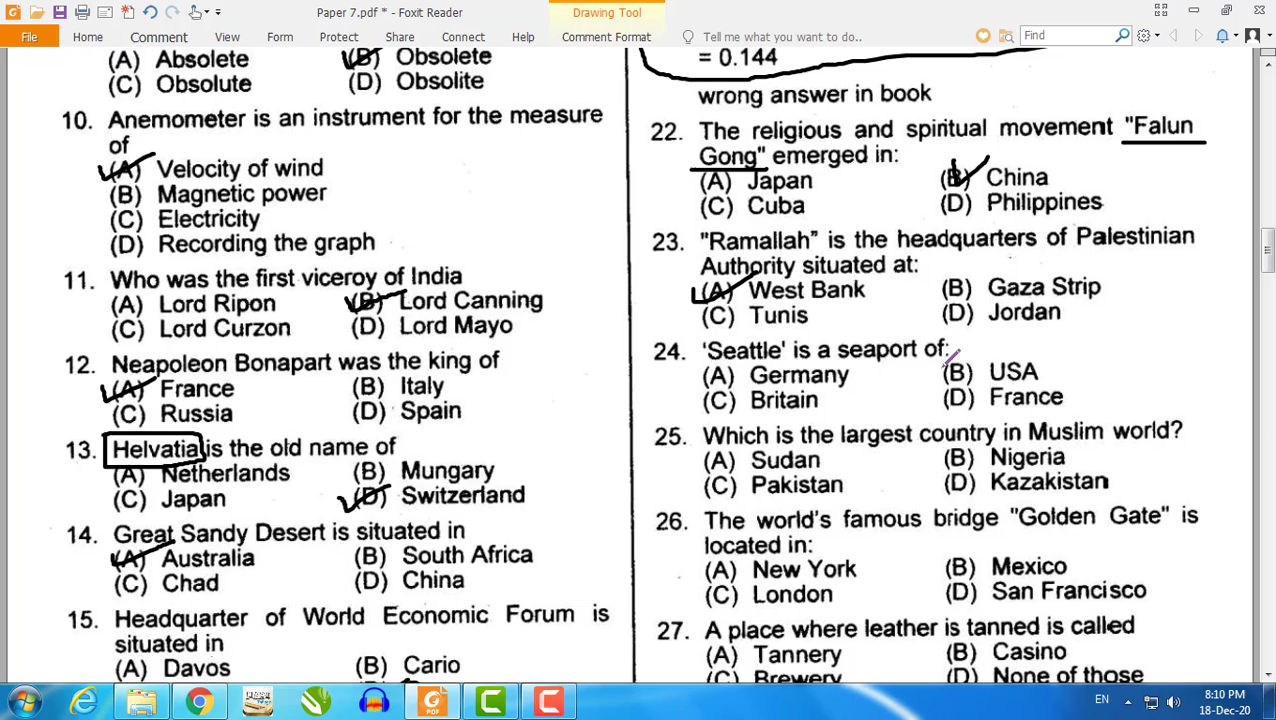 Paper 7.pdf * - Foxit Reader
Drawing Tool
File
Home
Comment
View
Form
Protect
Share
Connect
Help
Comment Format
Tell me what you want to do..
Find
(A) Absolete (B) Obsolete
(C) Obsolute (D) Obsolite
10. Anemometer is an instrument for the measure
of
(A) Velocity of wind
(B) Magnetic power
(C) Electricity
(D) Recording the graph
11. Who was the first viceroy of India
(A) Lord Ripon (B) Lord Canning
(C) Lord Curzon (D) Lord Mayo
12. Neapoleon Bonapart was the king of
(A) France (B) Italy
(C) Russia (D) Spain
13. Helvatia is the old name of
(A) Netherlands (B) Mungary
(C) Japan (D) Switzerland
14. Great Sandy Desert is situated in
(A) Australia (B) South Africa
(C) Chad (D) China
15. Headquarter of World Economic Forum is
situated in
(A) Davos (B) Cario
= 0.144
wrong answer in book
22. The religious and spiritual movement "Falun
Gong" emerged in:
(A) Japan (B) China
(C) Cuba (D) Philippines
23. "Ramallah" is the headquarters of Palestinian
Authority situated at:
(A) West Bank (B) Gaza Strip
(C) Tunis (D) Jordan
24. 'Seattle' is a seaport of:
(A) Germany (B) USA
(C) Britain (D) France
25. Which is the largest country in Muslim world?
(A) Sudan (B) Nigeria
(C) Pakistan (D) Kazakistan
26. The world's famous bridge "Golden Gate" is
located in:
(A) New York (B) Mexico
(C) London (D) San Francisco
27. A place where leather is tanned is called
(A) Tannery (B) Casino
(C) Brewery (D) None of those
EN
8:10 PM
18-Dec-20